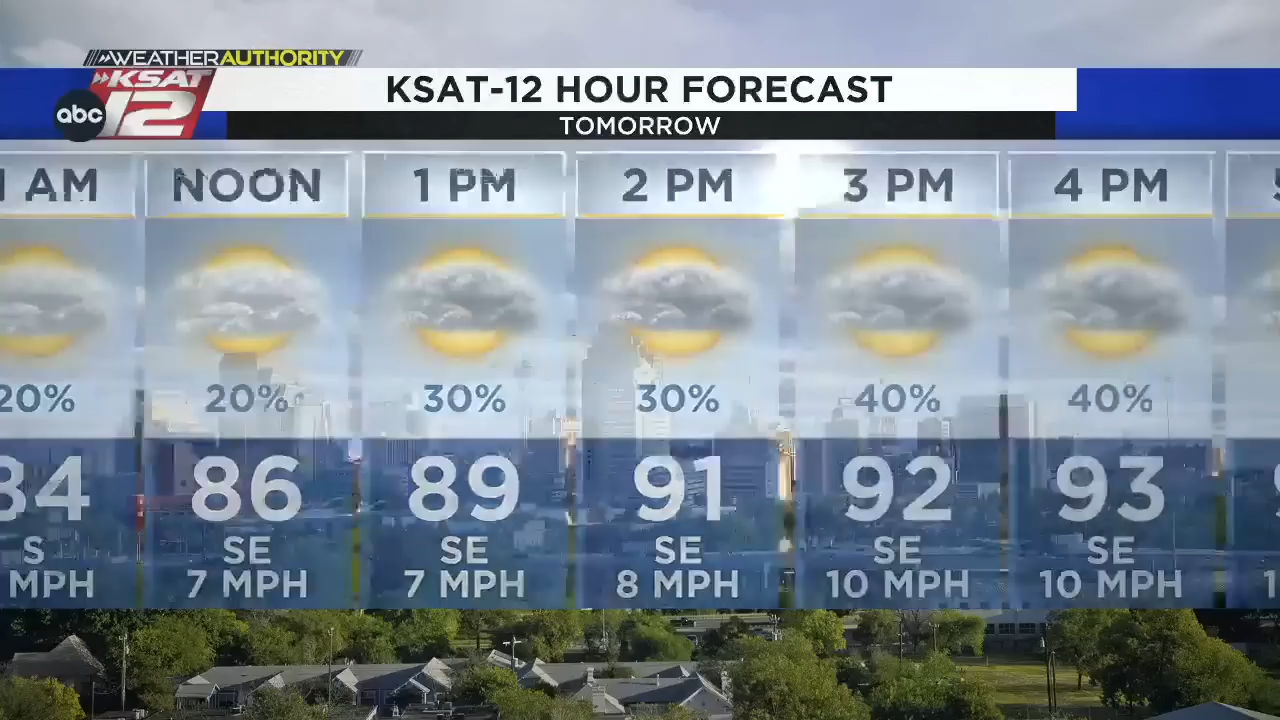 WEATHERAUTHORITY
KSAT
abc 12
KSAT-12 HOUR FORECAST
TOMORROW
AM NOON 1 PM 2 PM 3 PM 4 PM
20% 20% 30% 30% 40% 40%
84 86 89 91 92 93
S SE SE SE SE SE
MPH 7 MPH 7 MPH 8 MPH 10 MPH 10 MPH